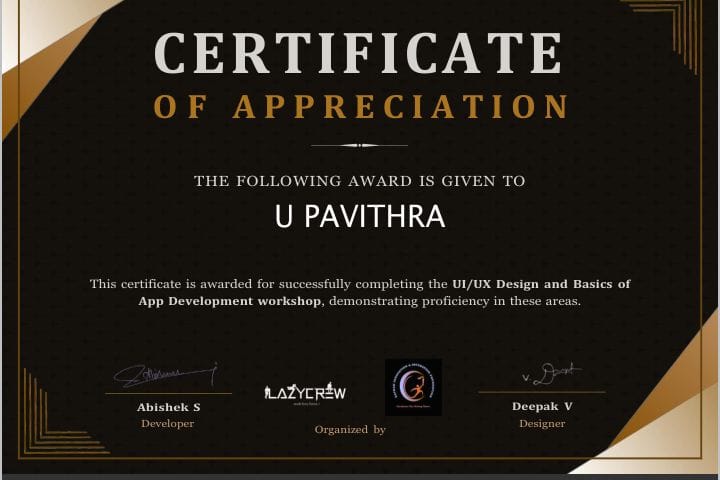 CERTIFICATE
OF APPRECIATION
THE FOLLOWING AWARD IS GIVEN TO
U PAVITHRA
This certificate is awarded for successfully completing the UI/UX Design and Basics of
App Development workshop, demonstrating proficiency in these areas.
LAZYCREW
V. 
Abishek S
Developer
Organized by
Deepak V
Designer